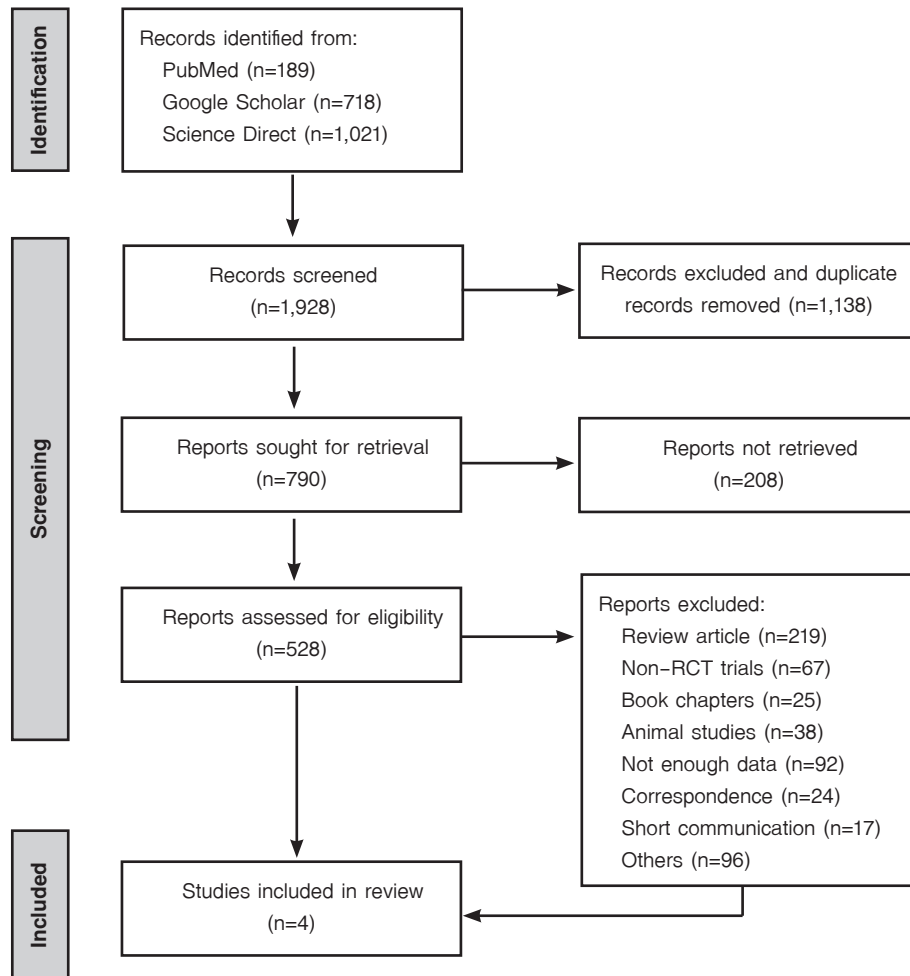 Identification
Records identified from:
PubMed (n=189)
Google Scholar (n=718)
Science Direct (n=1,021)
Screening
Records screened
(n=1,928)
Records excluded and duplicate
records removed (n=1,138)
Reports sought for retrieval
(n=790)
Reports not retrieved
(n=208)
Reports assessed for eligibility
(n=528)
Reports excluded:
Review article (n=219)
Non-RCT trials (n=67)
Book chapters (n=25)
Animal studies (n=38)
Not enough data (n=92)
Correspondence (n=24)
Short communication (n=17)
Others (n=96)
Included
Studies included in review
(n=4)